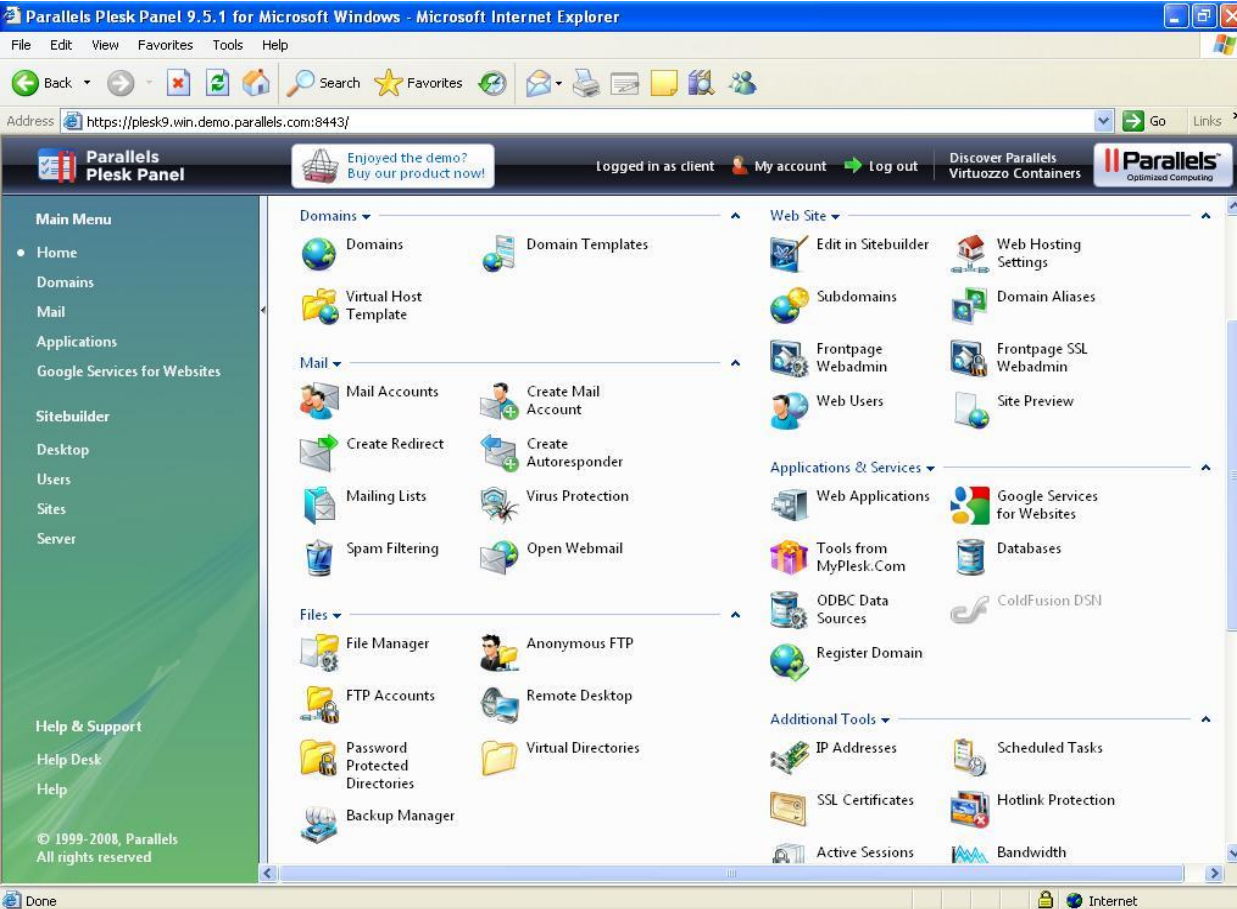 Parallels Plesk Panel 9.5.1 for Microsoft Windows - Microsoft Internet Explorer
File Edit View Favorites Tools Help
Back Search Favorites
Address https://plesk9.win.demo.parallels.com:8443/ Go Links
Parallels
Plesk Panel
Enjoyed the demo?
Buy our product now!
Logged in as client My account Log out
Discover Parallels
Virtuozzo Containers
Parallels™
Optimized Computing
Main Menu
Home
Domains
Mail
Applications
Google Services for Websites
Sitebuilder
Desktop
Users
Sites
Server
Help & Support
Help Desk
Help
© 1999-2008, Parallels
All rights reserved
Domains
Domains
Domain Templates
Virtual Host
Template
Mail
Mail Accounts
Create Mail
Account
Create Redirect
Create
Autoresponder
Mailing Lists
Virus Protection
Spam Filtering
Open Webmail
Files
File Manager
Anonymous FTP
FTP Accounts
Remote Desktop
Password
Protected
Directories
Virtual Directories
Backup Manager
Web Site
Edit in Sitebuilder
Web Hosting
Settings
Subdomains
Domain Aliases
Frontpage
Webadmin
Frontpage SSL
Webadmin
Web Users
Site Preview
Applications & Services
Web Applications
Google Services
for Websites
Tools from
MyPlesk.Com
Databases
ODBC Data
Sources
ColdFusion DSN
Register Domain
Additional Tools
IP Addresses
Scheduled Tasks
SSL Certificates
Hotlink Protection
Active Sessions
Bandwidth
Done
Internet